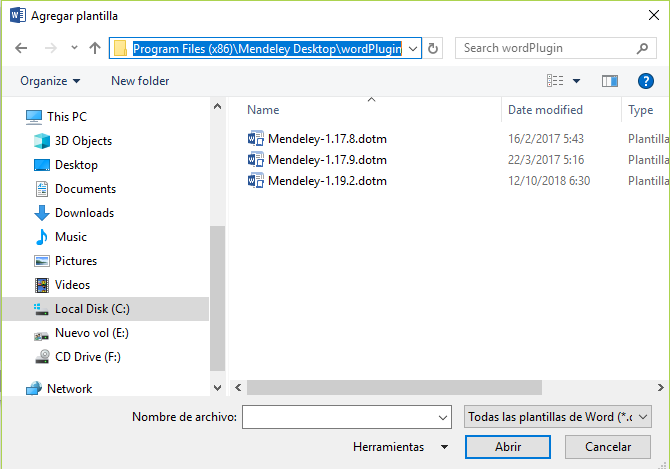 Agregar plantilla
Program Files (x86)\Mendeley Desktop\wordPlugin
Search wordPlugin
Organize
New folder
This PC
3D Objects
Desktop
Documents
Downloads
Music
Pictures
Videos
Local Disk (C:)
Nuevo vol (E:)
CD Drive (F:)
Network
Name Date modified Type
Mendeley-1.17.8.dotm 16/2/2017 5:43 Plantilla
Mendeley-1.17.9.dotm 22/3/2017 5:16 Plantilla
Mendeley-1.19.2.dotm 12/10/2018 6:30 Plantilla
Nombre de archivo:
Todas las plantillas de Word (*.d
Herramientas
Abrir
Cancelar